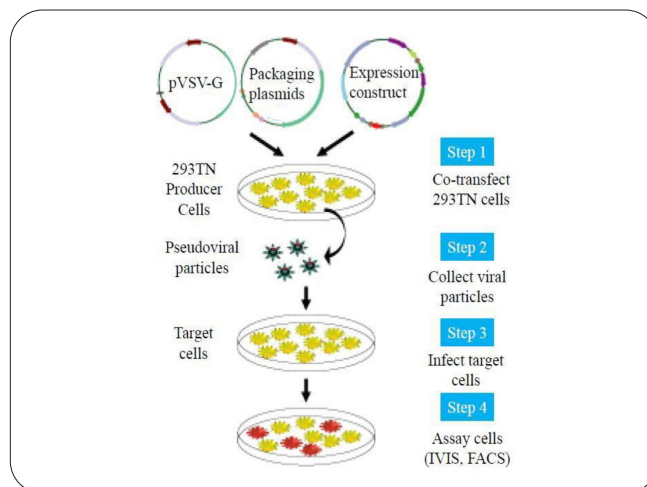 pVSV-G
Packaging
plasmids
Expression
construct
293TN
Producer
Cells
Step 1
Co-transfect
293TN cells
Pseudoviral
particles
Step 2
Collect viral
particles
Target
cells
Step 3
Infect target
cells
Step 4
Assay cells
(IVIS, FACS)